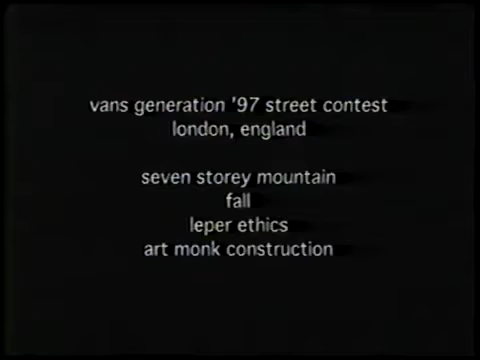 vans generation '97 street contest
london, england
seven storey mountain
fall
leper ethics
art monk construction